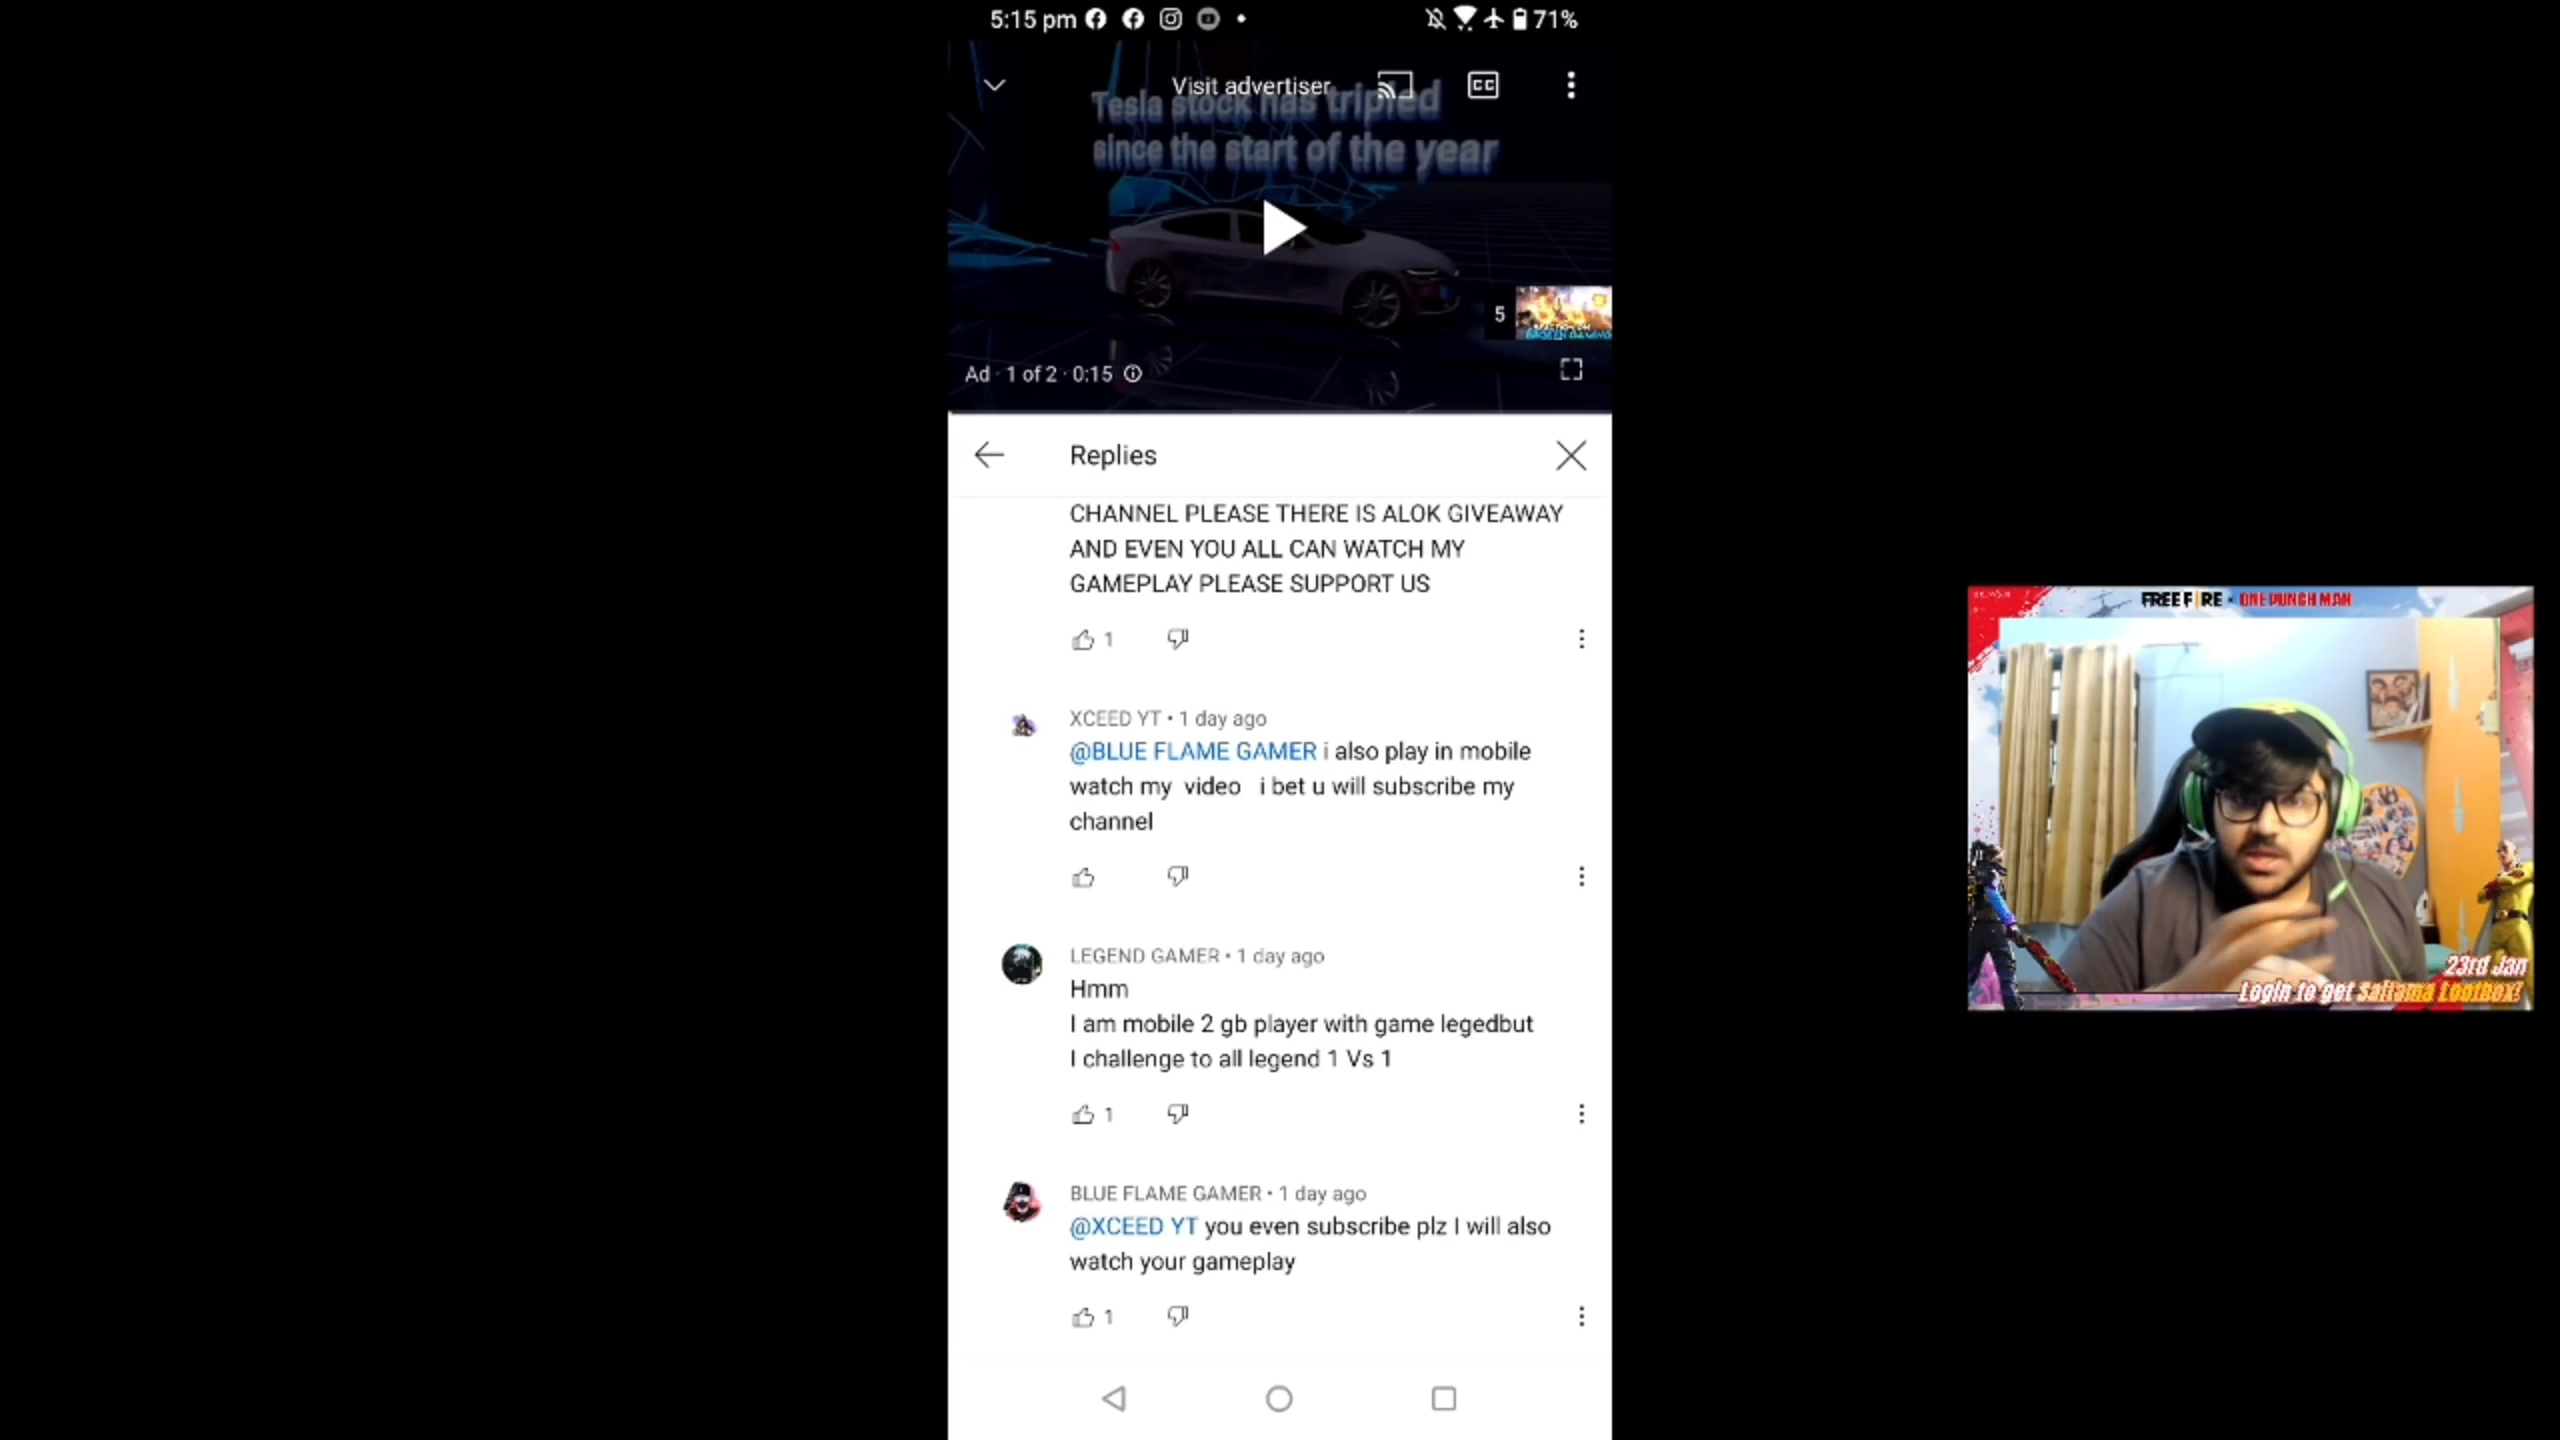 5:15 pm
71%
Visit advertiser
CC
Tesla stock has tripled
since the start of the year
5
Ad · 1 of 2 · 0:15
Replies
CHANNEL PLEASE THERE IS ALOK GIVEAWAY
AND EVEN YOU ALL CAN WATCH MY
GAMEPLAY PLEASE SUPPORT US
1
XCEED YT • 1 day ago
@BLUE FLAME GAMER i also play in mobile
watch my video i bet u will subscribe my
channel
LEGEND GAMER • 1 day ago
Hmm
I am mobile 2 gb player with game legedbut
I challenge to all legend 1 Vs 1
1
BLUE FLAME GAMER • 1 day ago
@XCEED YT you even subscribe plz I will also
watch your gameplay
1
FREE FIRE × ONE PUNCH MAN
23rd Jan
Login to get Saitama Lootbox!